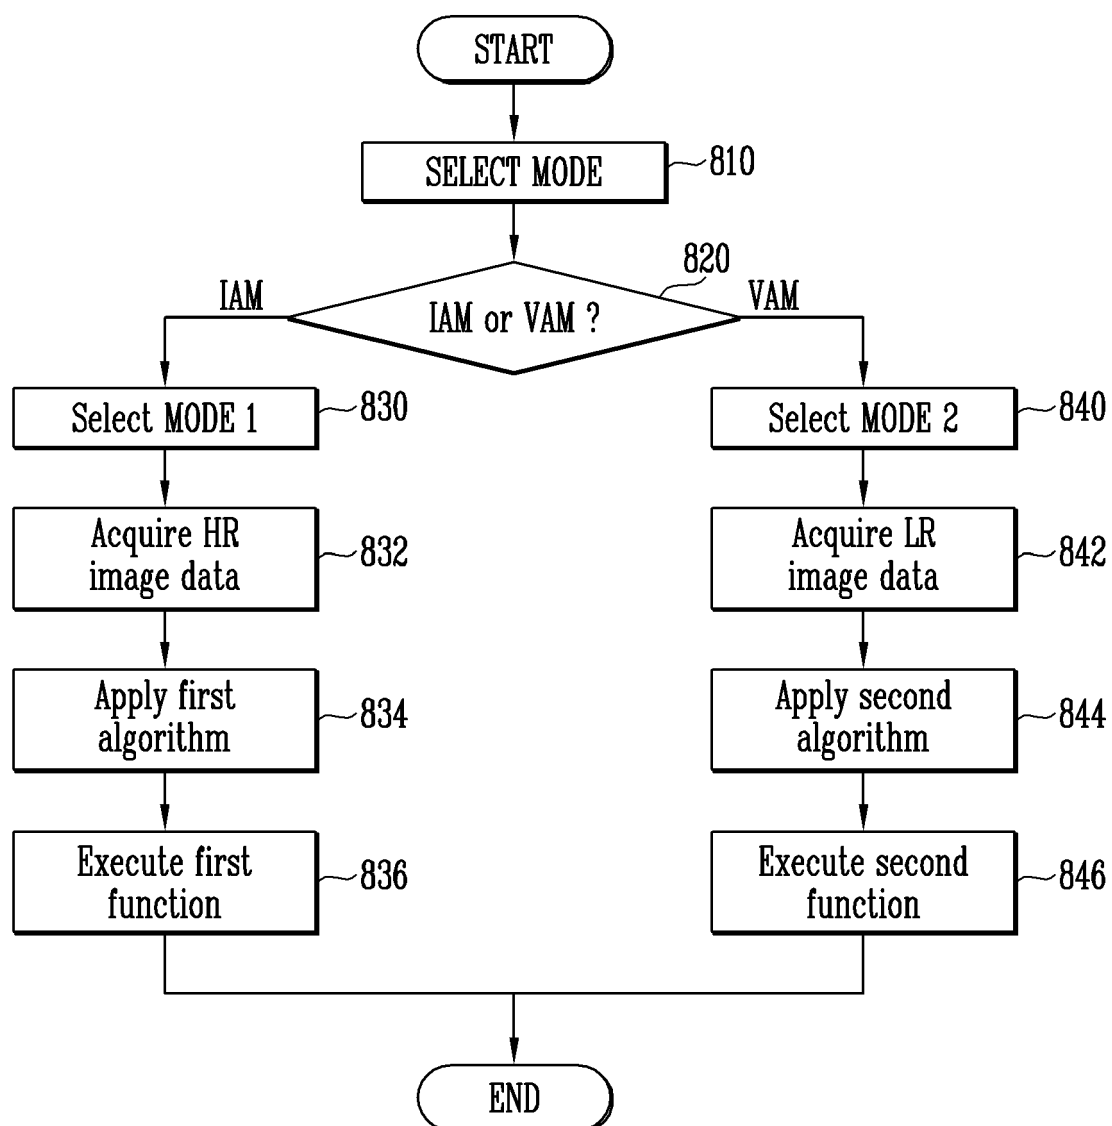 START
SELECT MODE
810
820
IAM
IAM or VAM ?
VAM
Select MODE 1
830
Select MODE 2
840
Acquire HR
image data
832
Acquire LR
image data
842
Apply first
algorithm
834
Apply second
algorithm
844
Execute first
function
836
Execute second
function
846
END